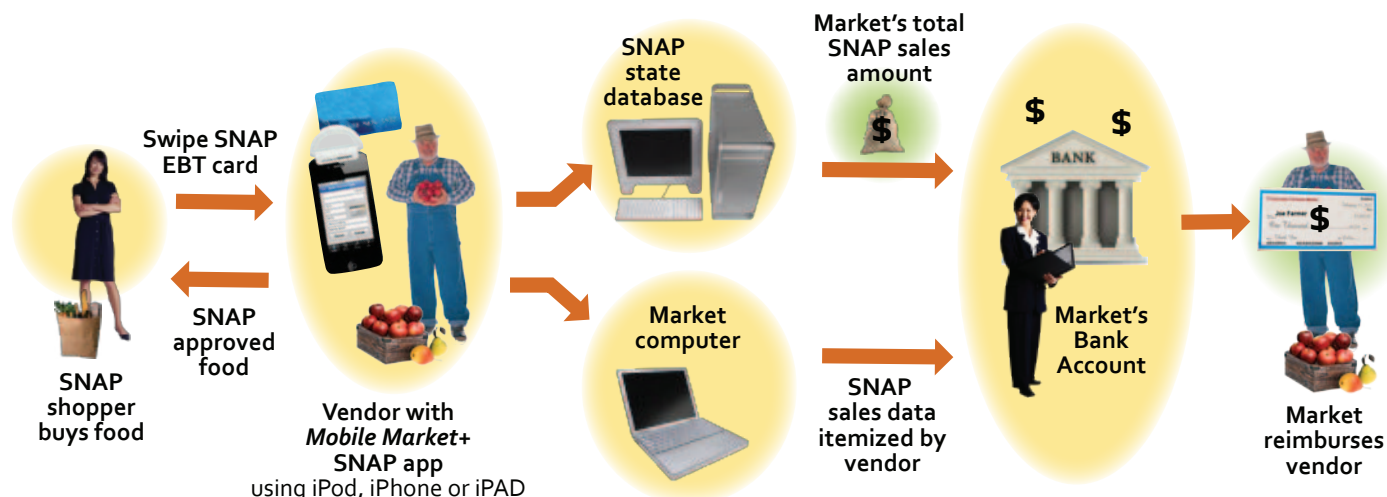 Swipe SNAP
EBT card
SNAP
approved
food
SNAP
shopper
buys food
Vendor with
Mobile Market+
SNAP app
using iPod, iPhone or iPAD
SNAP
state
database
Market
computer
Market's total
SNAP sales
amount
$
SNAP
sales data
itemized by
vendor
$ $
BANK
Market's
Bank
Account
Joe Farmer
$
Market
reimburses
vendor